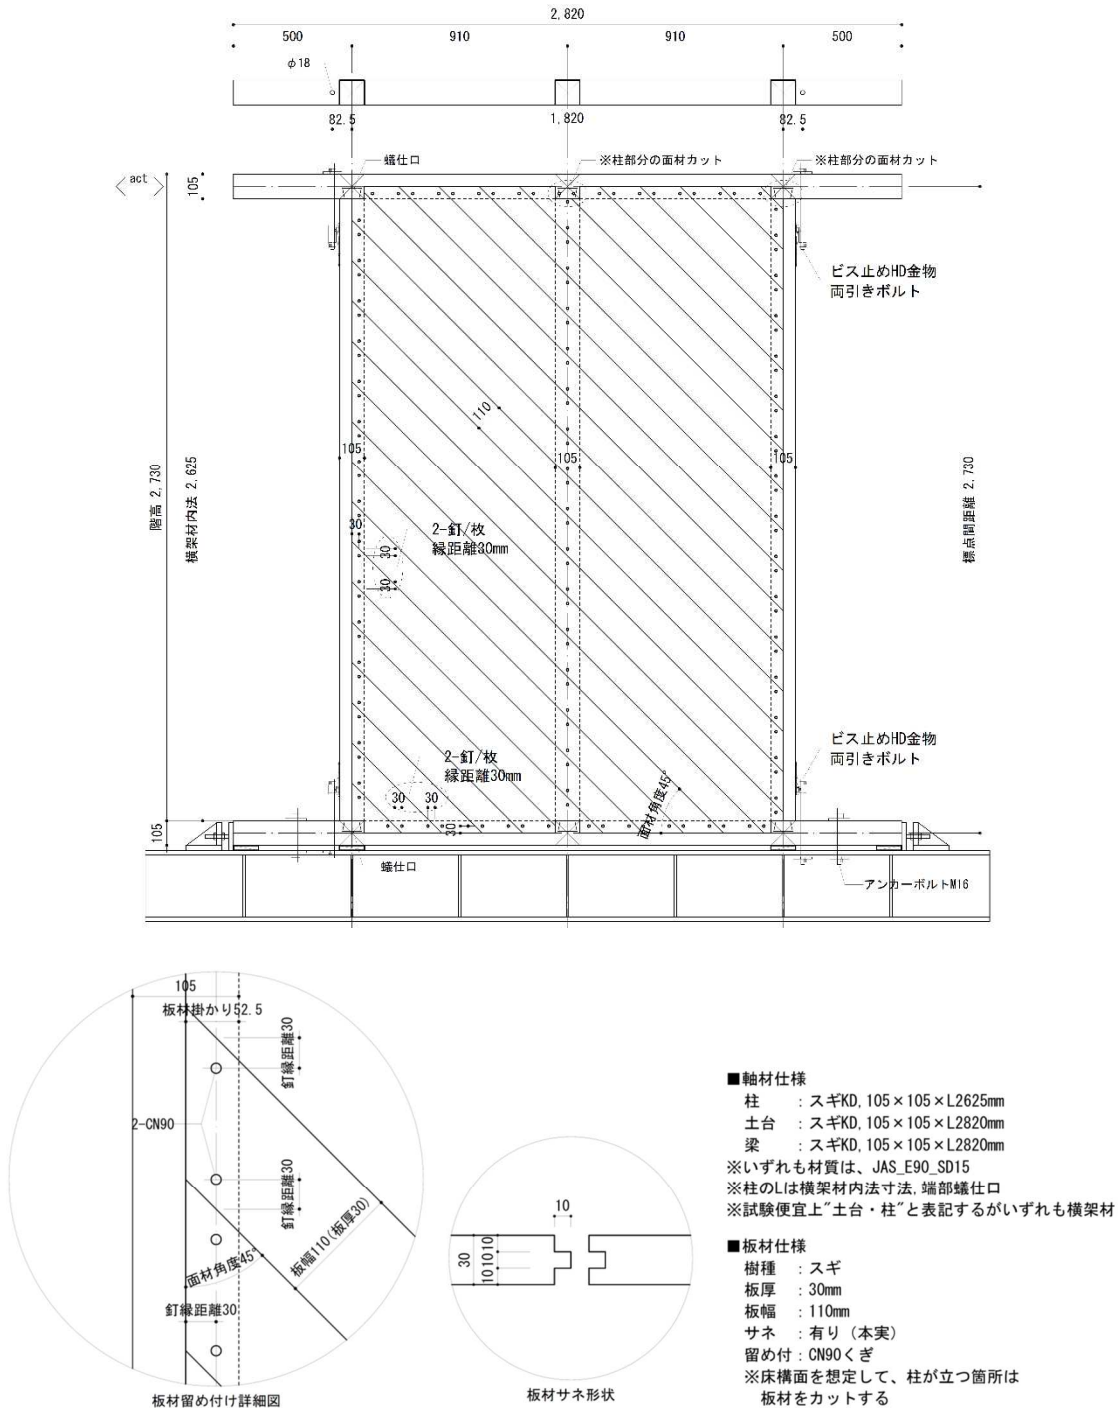 2,820
500
910
910
500
φ18
82.5
1,820
82.5
蟻仕口
※柱部分の面材カット
※柱部分の面材カット
act
105
ビス止めHD金物
両引きボルト
110
105
105
105
階高 2,730
横架材内法 2,625
標点間距離 2,730
30
2-釘/枚
縁距離30mm
30
30
ビス止めHD金物
両引きボルト
2-釘/枚
縁距離30mm
30
30
30
面材角度45°
105
蟻仕口
アンカーボルトM16
105
板材掛かり52.5
釘縁距離30
2-CN90
釘縁距離30
面材角度45°
板幅110(板厚30)
釘縁距離30
板材留め付け詳細図
10
30
10
10
10
板材サネ形状
■軸材仕様
柱 : スギKD, 105×105×L2625mm
土台 : スギKD, 105×105×L2820mm
梁 : スギKD, 105×105×L2820mm
※いずれも材質は、JAS_E90_SD15
※柱のLは横架材内法寸法, 端部蟻仕口
※試験便宜上"土台・柱"と表記するがいずれも横架材
■板材仕様
樹種 : スギ
板厚 : 30mm
板幅 : 110mm
サネ : 有り（本実）
留め付 : CN90くぎ
※床構面を想定して、柱が立つ箇所は
板材をカットする